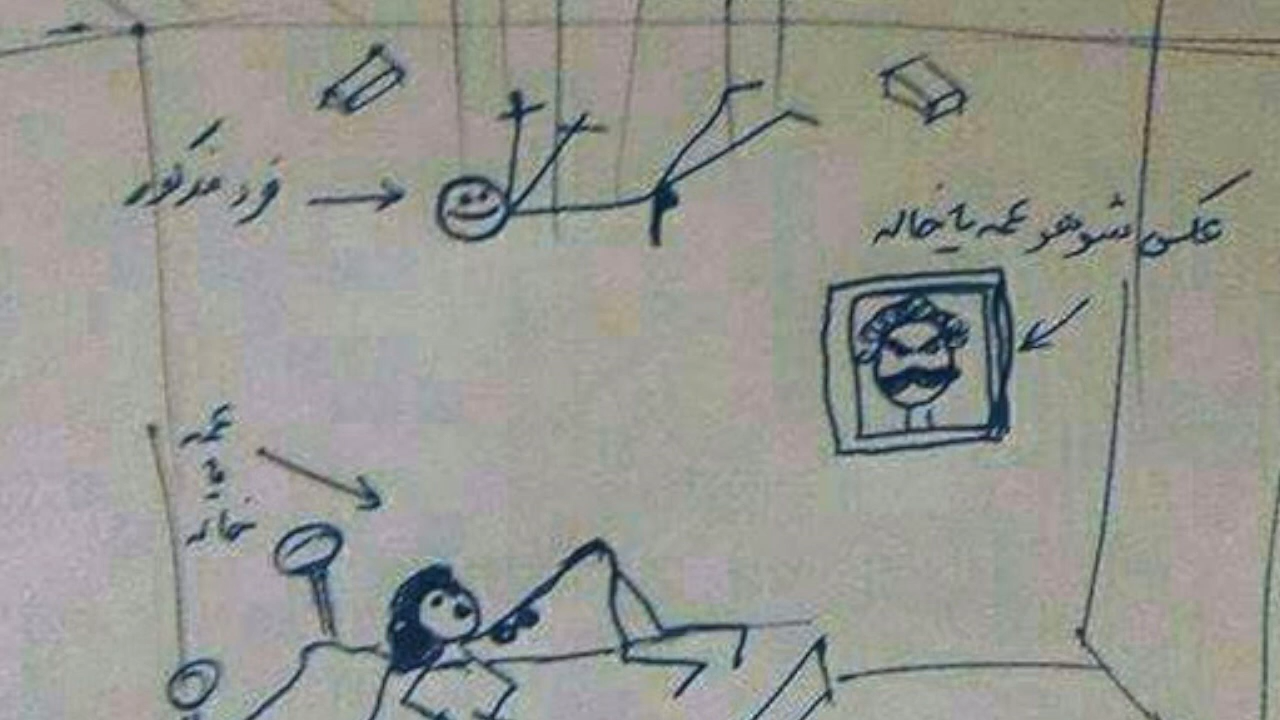 فرد مذکور
عکس شوهر عمه یا خاله
عمه
یا
خاله